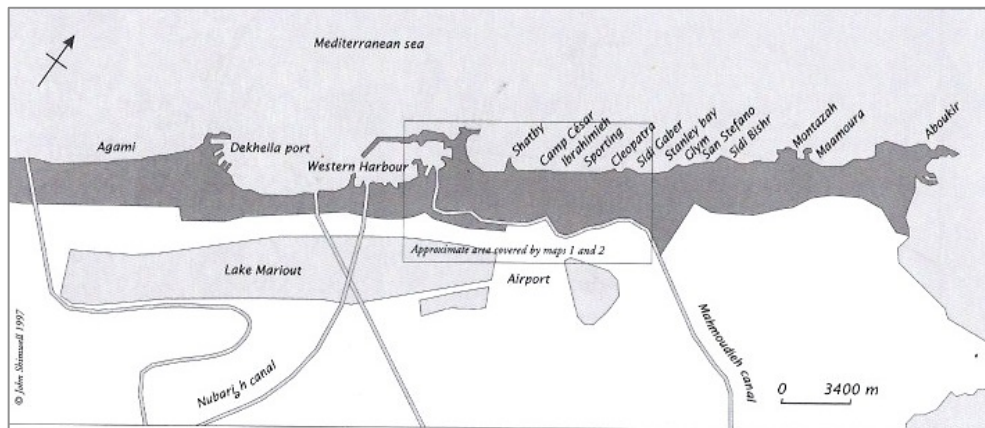 Mediterranean sea
Agami
Dekhella port
Western Harbour
Shatby
Camp César
Ibrahimieh
Sporting
Cleopatra
Sidi Gaber
Stanley bay
Glym
San Stefano
Sidi Bishr
Montazah
Maamoura
Aboukir
Approximate area covered by maps 1 and 2
Lake Mariout
Airport
Nubariah canal
Mahmoudieh canal
0 3400 m
© John Shimwell 1997